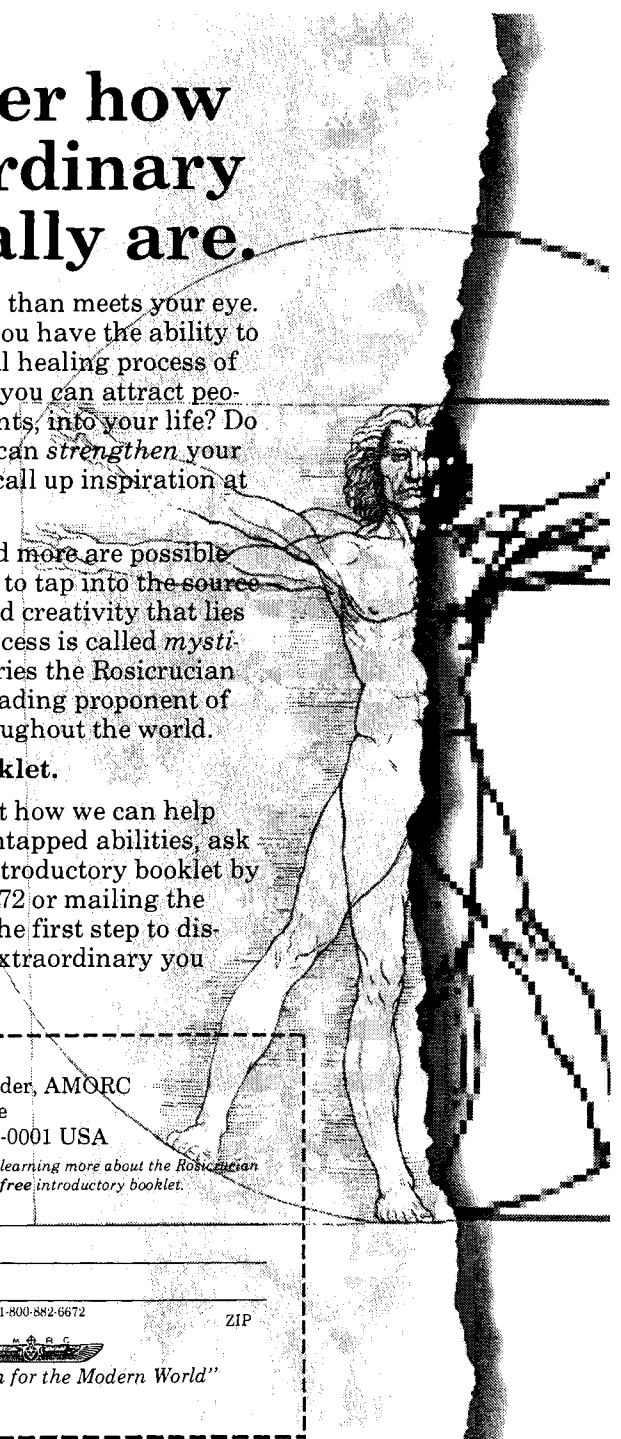 er how
rdinary
ally are.
than meets your eye.
ou have the ability to
l healing process of
you can attract peo-
nts, into your life? Do
can strengthen your
call up inspiration at
d more are possible
to tap into the source
d creativity that lies
cess is called mysti-
ries the Rosicrucian
ading proponent of
ughout the world.
klet.
t how we can help
ntapped abilities, ask
troductory booklet by
72 or mailing the
he first step to dis-
xtraordinary you
der, AMORC
e
-0001 USA
learning more about the Rosicrucian
free introductory booklet.
1-800-882-6672
ZIP
M R C
n for the Modern World”